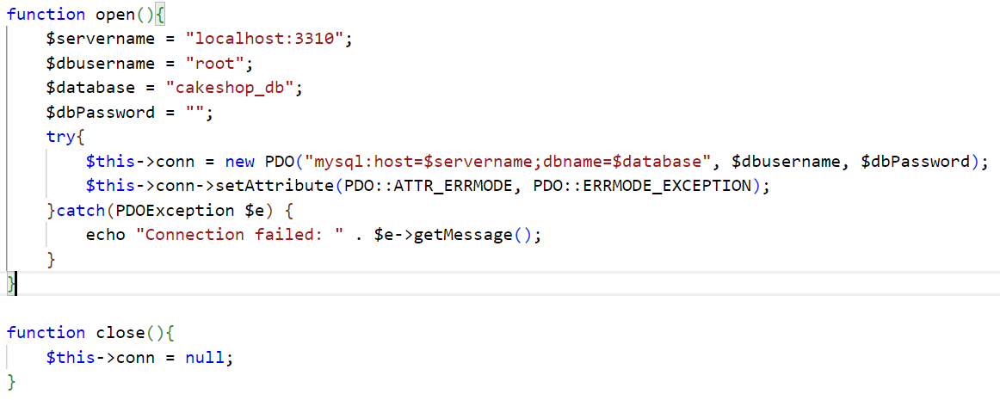 function open(){
    $servername = "localhost:3310";
    $dbusername = "root";
    $database = "cakeshop_db";
    $dbPassword = "";
    try{
        $this->conn = new PDO("mysql:host=$servername;dbname=$database", $dbusername, $dbPassword);
        $this->conn->setAttribute(PDO::ATTR_ERRMODE, PDO::ERRMODE_EXCEPTION);
    }catch(PDOException $e) {
        echo "Connection failed: " . $e->getMessage();
    }
}
function close(){
    $this->conn = null;
}